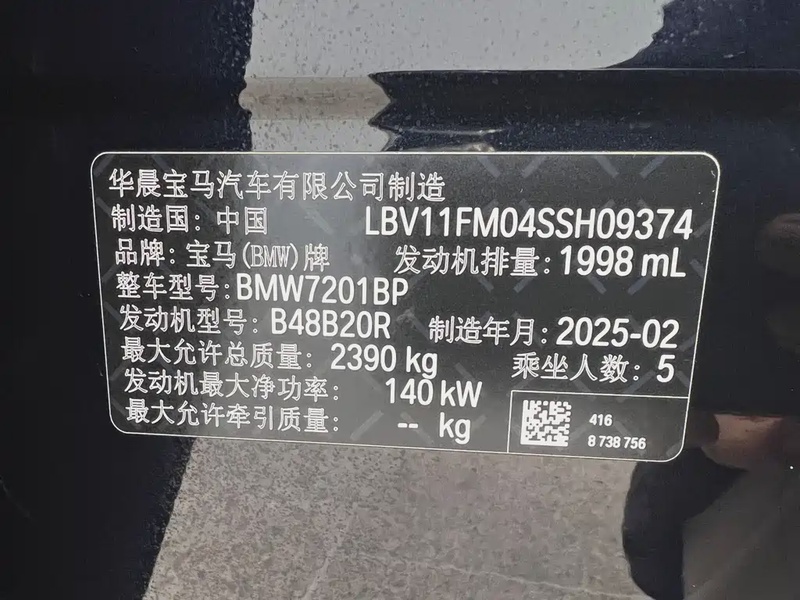 华晨宝马汽车有限公司制造
制造国: 中国 LBV11FM04SSH09374
品牌: 宝马(BMW)牌 发动机排量: 1998 mL
整车型号: BMW7201BP
发动机型号: B48B20R 制造年月: 2025-02
最大允许总质量: 2390 kg 乘坐人数: 5
发动机最大净功率: 140 kW
最大允许牵引质量: -- kg
416
8 738 756